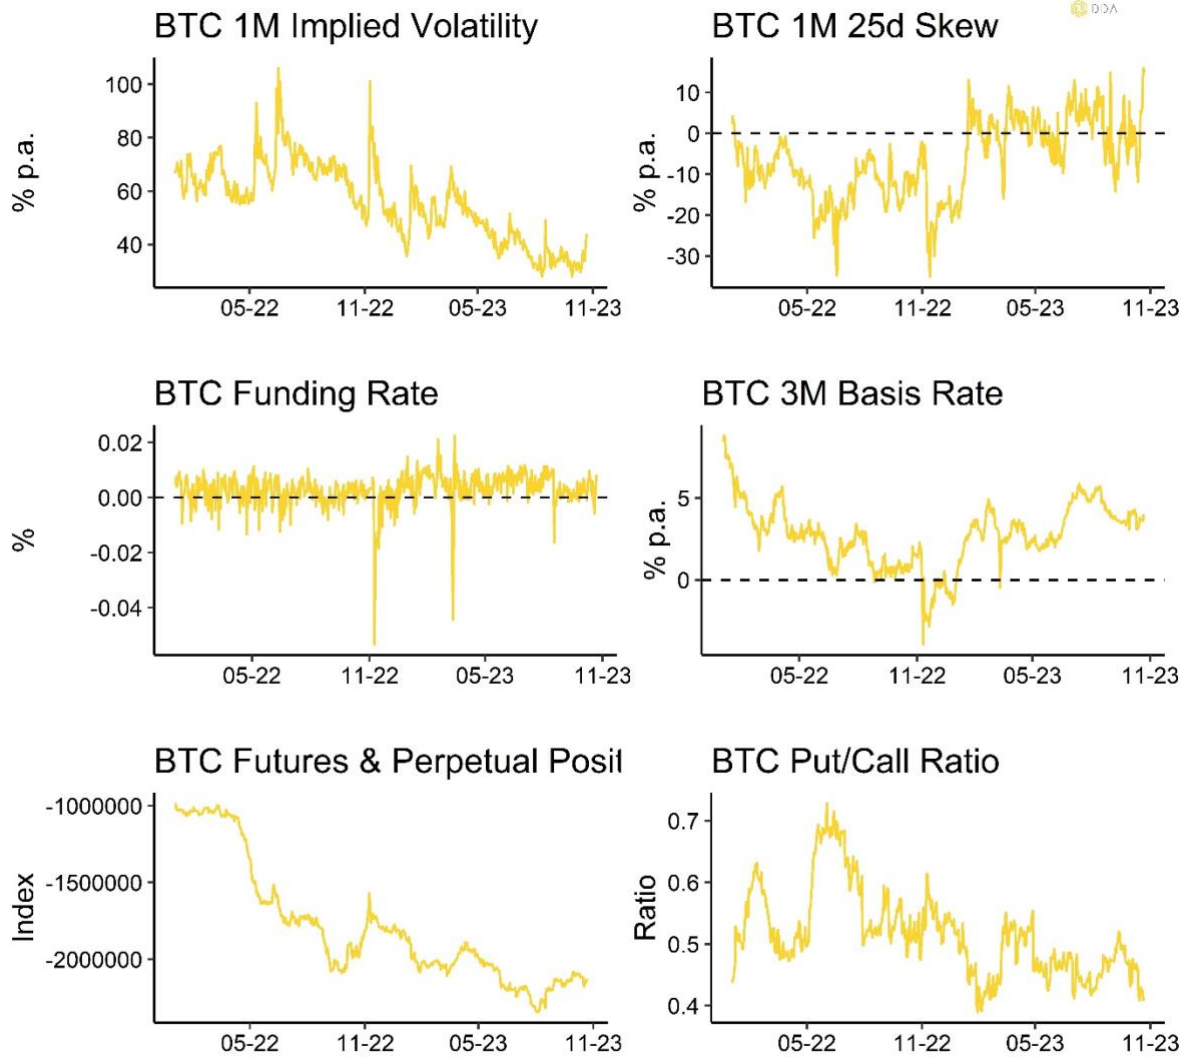 DDA
BTC 1M Implied Volatility
% p.a.
100
80
60
40
05-22 11-22 05-23 11-23
BTC 1M 25d Skew
% p.a.
10
0
-10
-20
-30
05-22 11-22 05-23 11-23
BTC Funding Rate
%
0.02
0.00
-0.02
-0.04
05-22 11-22 05-23 11-23
BTC 3M Basis Rate
% p.a.
5
0
05-22 11-22 05-23 11-23
BTC Futures & Perpetual Posit
Index
-1000000
-1500000
-2000000
05-22 11-22 05-23 11-23
BTC Put/Call Ratio
Ratio
0.7
0.6
0.5
0.4
05-22 11-22 05-23 11-23